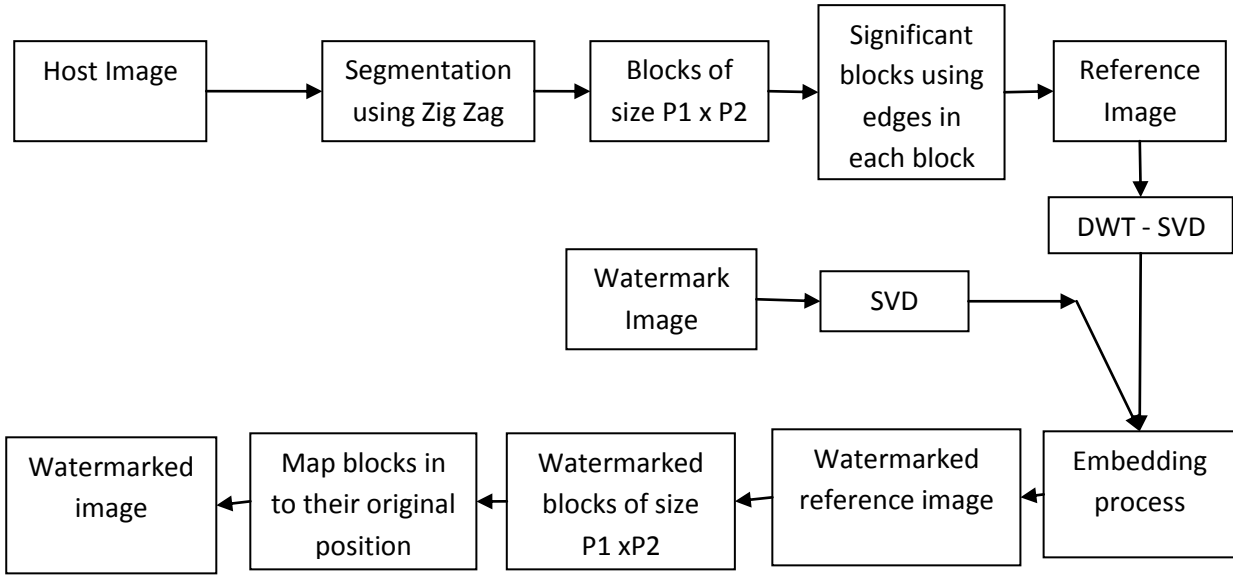 Host Image
Segmentation
using Zig Zag
Blocks of
size P1 x P2
Significant
blocks using
edges in
each block
Reference
Image
DWT - SVD
Watermark
Image
SVD
Embedding
process
Watermarked
reference image
Watermarked
blocks of size
P1 xP2
Map blocks in
to their original
position
Watermarked
image